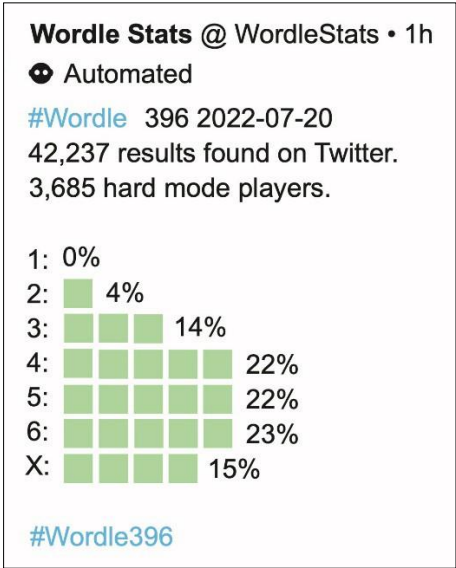 Wordle Stats @ WordleStats • 1h
Automated
#Wordle 396 2022-07-20
42,237 results found on Twitter.
3,685 hard mode players.
1: 0%
2: 4%
3: 14%
4: 22%
5: 22%
6: 23%
X: 15%
#Wordle396